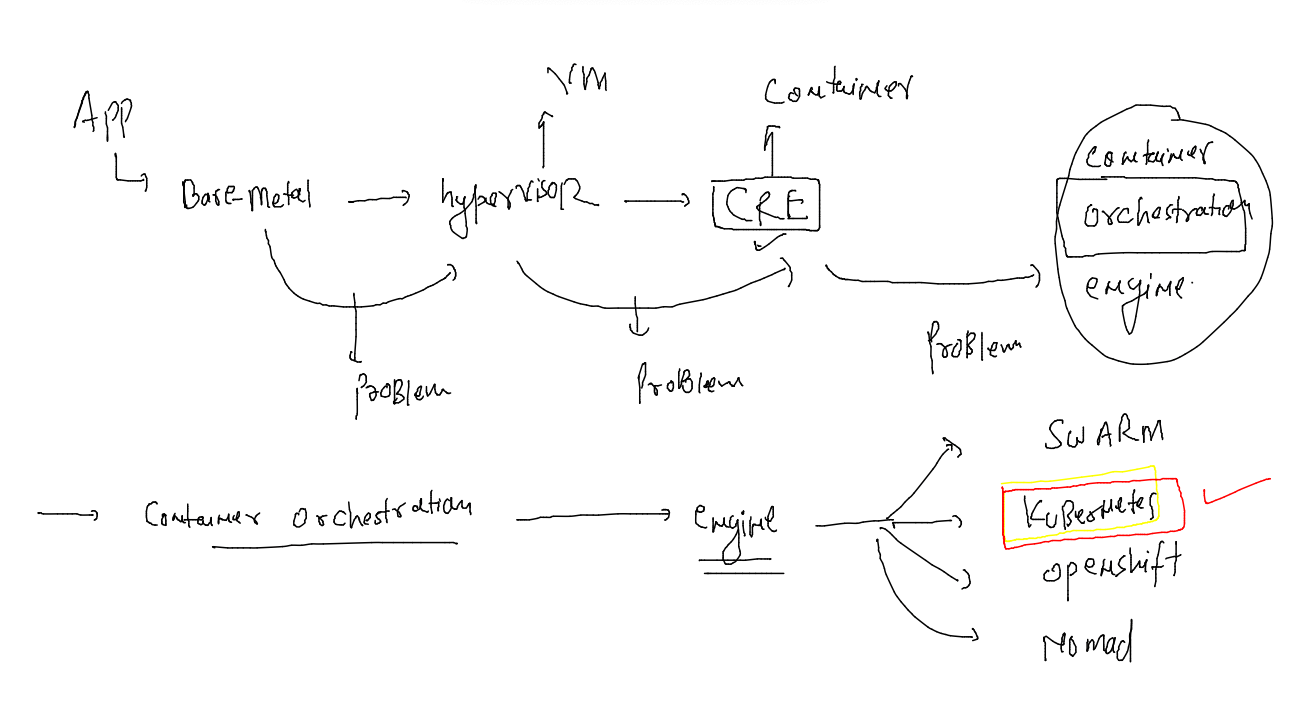 App
VM
Container
Bare-Metal
hypervisOR
CRE
Container
Orchestration
engine
Problem
Problem
Problem
Container Orchestration
engine
SWARM
KuBernetes
Openshift
Nomad